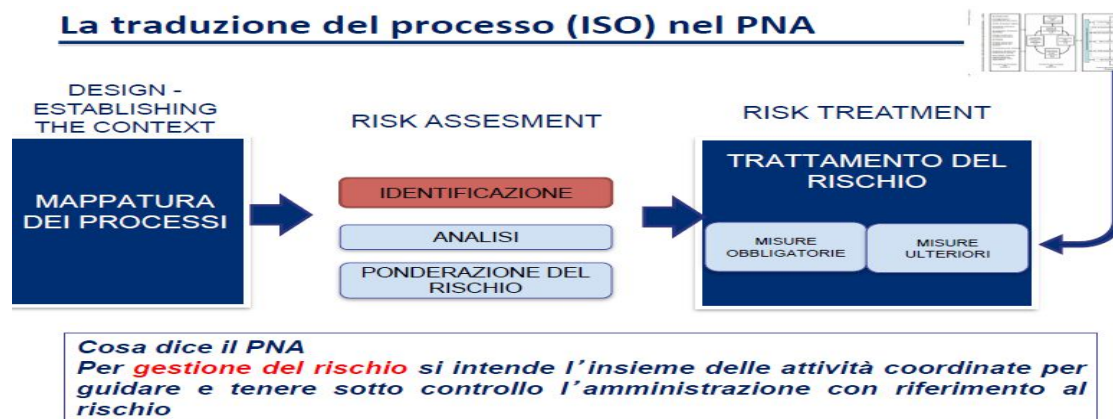 La traduzione del processo (ISO) nel PNA
DESIGN -
ESTABLISHING
THE CONTEXT
MAPPATURA
DEI PROCESSI
RISK ASSESMENT
IDENTIFICAZIONE
ANALISI
PONDERAZIONE DEL
RISCHIO
RISK TREATMENT
TRATTAMENTO DEL
RISCHIO
MISURE
OBBLIGATORIE
MISURE
ULTERIORI
Cosa dice il PNA
Per gestione del rischio si intende l'insieme delle attività coordinate per
guidare e tenere sotto controllo l'amministrazione con riferimento al
rischio